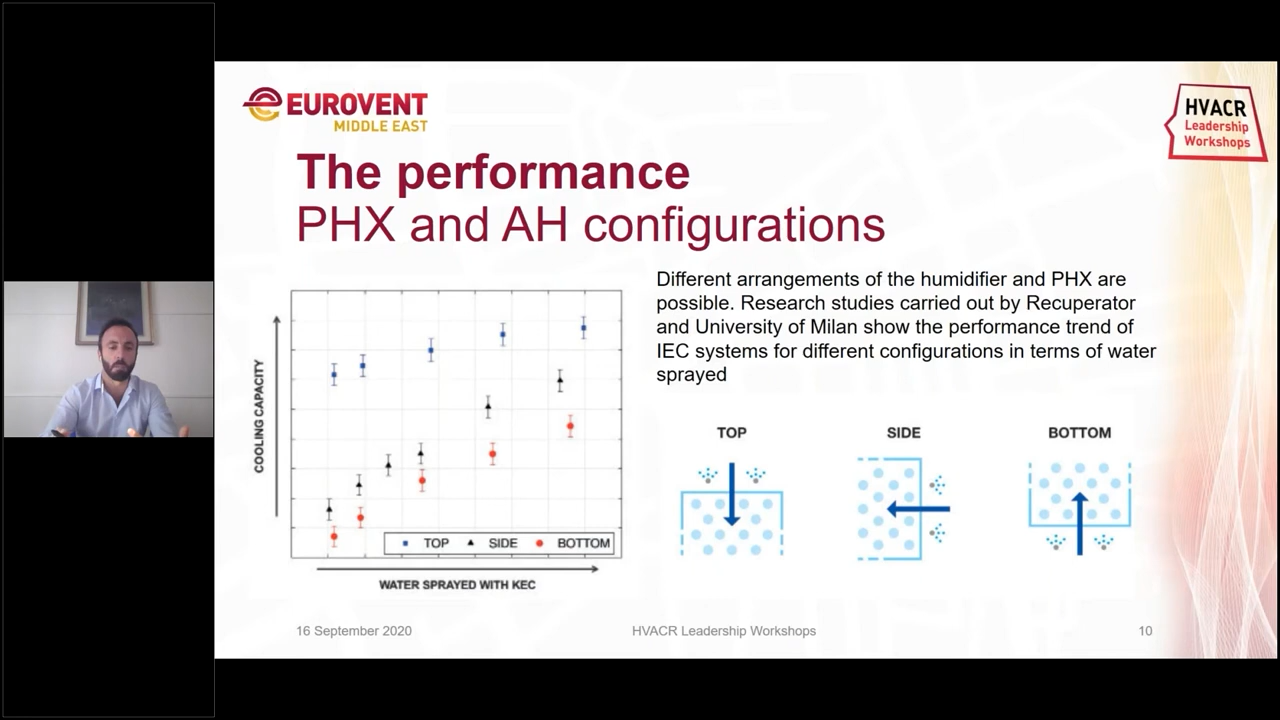 EUROVENT
MIDDLE EAST
HVACR
Leadership
Workshops
The performance
PHX and AH configurations
Different arrangements of the humidifier and PHX are
possible. Research studies carried out by Recuperator
and University of Milan show the performance trend of
IEC systems for different configurations in terms of water
sprayed
COOLING CAPACITY
TOP SIDE BOTTOM
WATER SPRAYED WITH KEC
TOP SIDE BOTTOM
16 September 2020 HVACR Leadership Workshops 10